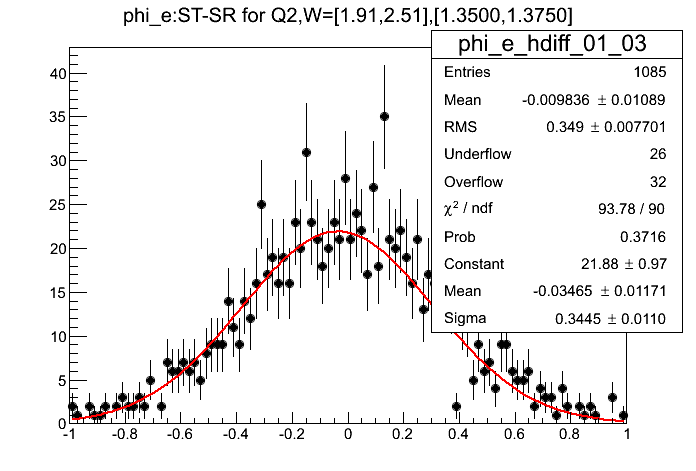 phi_e:ST-SR for Q2,W=[1.91,2.51],[1.3500,1.3750]
phi_e_hdiff_01_03
Entries 1085
Mean -0.009836 ± 0.01089
RMS 0.349 ± 0.007701
Underflow 26
Overflow 32
χ² / ndf 93.78 / 90
Prob 0.3716
Constant 21.88 ± 0.97
Mean -0.03465 ± 0.01171
Sigma 0.3445 ± 0.0110
40
35
30
25
20
15
10
5
0
-1 -0.8 -0.6 -0.4 -0.2 0 0.2 0.4 0.6 0.8 1